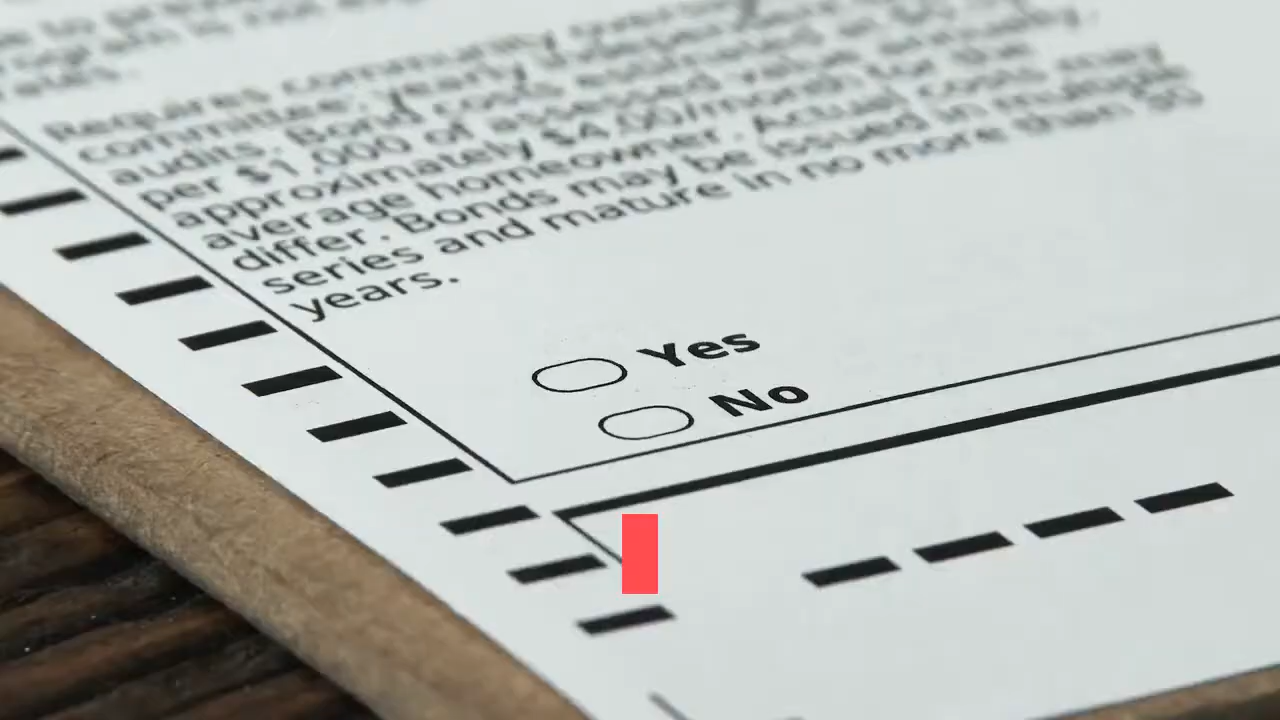 Requires community oversight
committee, yearly independent
audits. Bond costs estimated at
per $1,000 of assessed value annually,
approximately $4.00/month for the
average homeowner. Actual costs may
differ. Bonds may be issued in multiple
series and mature in no more than 30
years.
Yes
No